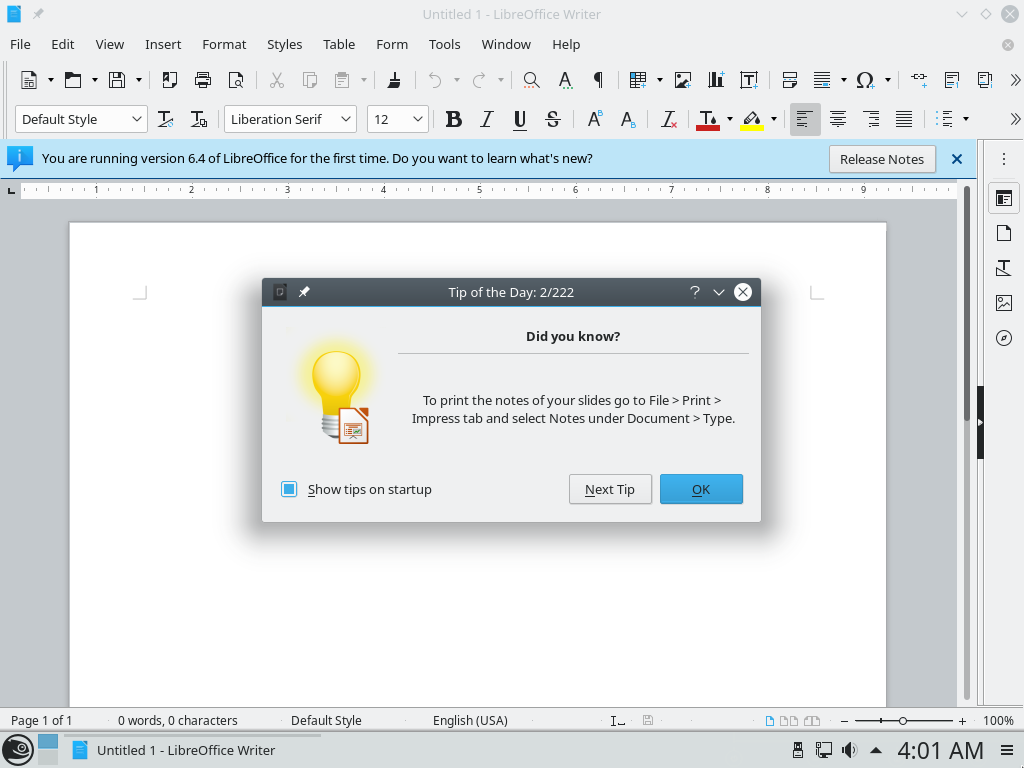 Untitled 1 - LibreOffice Writer
File Edit View Insert Format Styles Table Form Tools Window Help
Default Style Liberation Serif 12
You are running version 6.4 of LibreOffice for the first time. Do you want to learn what's new? Release Notes
1 2 3 4 5 6 7 8 9
Tip of the Day: 2/222
Did you know?
To print the notes of your slides go to File > Print >
Impress tab and select Notes under Document > Type.
Show tips on startup Next Tip OK
Page 1 of 1 0 words, 0 characters Default Style English (USA) 100%
Untitled 1 - LibreOffice Writer 4:01 AM